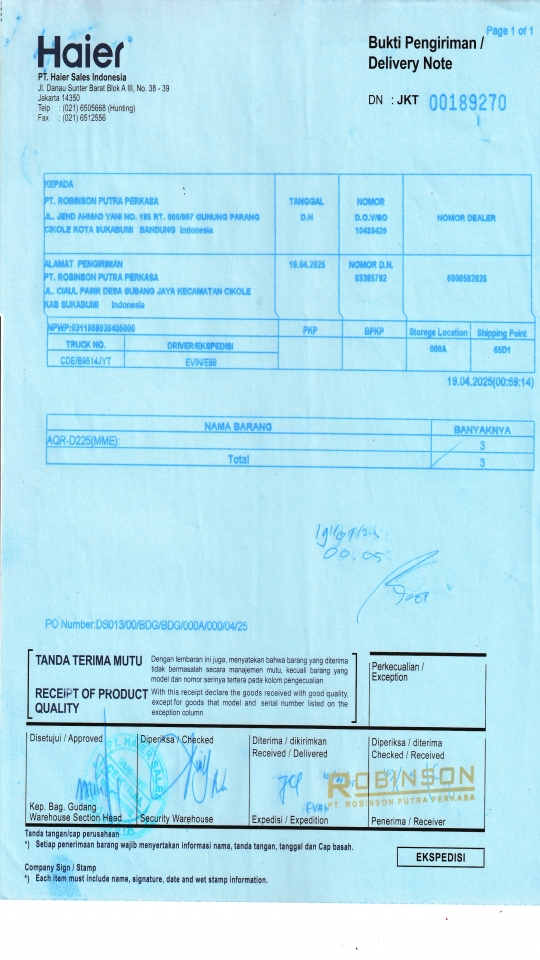 Page 1 of 1
Haier
Bukti Pengiriman /
Delivery Note
PT. Haier Sales Indonesia
Jl. Danau Sunter Barat Blok A III, No. 38 - 39
Jakarta 14350
Telp : (021) 6505668 (Hunting)
Fax : (021) 6512556
DN : JKT 00189270
KEPADA
PT. ROBINSON PUTRA PERKASA
JL. JEND AHMAD YANI NO. 185 RT. 006/007 GUNUNG PARANG
CIKOLE KOTA SUKABUMI BANDUNG Indonesia
TANGGAL
D.N
NOMOR
D.O.V/SO
10489429
NOMOR DEALER
ALAMAT PENGIRIMAN
PT. ROBINSON PUTRA PERKASA
JL. CIAUL PASIR DESA SUBANG JAYA KECAMATAN CIKOLE
KAB SUKABUMI Indonesia
19.04.2025
NOMOR D.N.
83385792
6000582028
NPWP:0311868038405000
PKP
BPKP
Storege Location
Shipping Point
TRUCK NO.
DRIVER/EKSPEDISI
000A
66D1
CDE/B9514JYT
EVIN/E66
19.04.2025(00:59:14)
NAMA BARANG
BANYAKNYA
AQR-D225(MME):
3
Total
3
00.05
PO Number:DS013/00/BDG/BDG/000A/000/04/25
TANDA TERIMA MUTU
Dengan lembaran ini juga, menyatakan bahwa barang yang diterima
tidak bermasalah secara manajemen mutu, kecuali barang yang
model dan nomor serinya tertera pada kolom pengecualian
RECEIPT OF PRODUCT
QUALITY
With this receipt declare the goods received with good quality,
except for goods that model and serial number listed on the
exception column
Perkecualian /
Exception
Disetujui / Approved
Diperiksa / Checked
Diterima / dikirimkan
Received / Delivered
Diperiksa / diterima
Checked / Received
ROBINSON
PT. ROBINSON PUTRA PERKASA
EVAN
Kep. Bag. Gudang
Warehouse Section Head
Security Warehouse
Expedisi / Expedition
Penerima / Receiver
Tanda tangan/cap perusahaan
*) Setiap penerimaan barang wajib menyertakan informasi nama, tanda tangan, tanggal dan Cap basah.
EKSPEDISI
Company Sign / Stamp
*) Each item must include name, signature, date and wet stamp information.